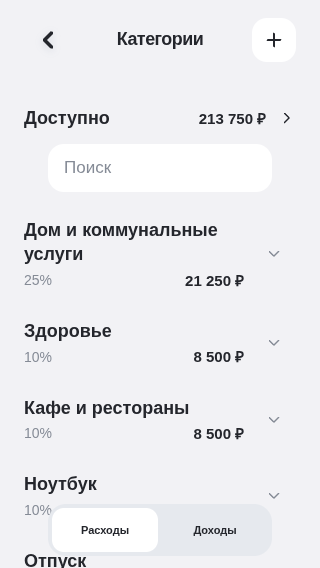 Категории
Доступно 213 750 ₽
Поиск
Дом и коммунальные
услуги
25% 21 250 ₽
Здоровье
10% 8 500 ₽
Кафе и рестораны
10% 8 500 ₽
Ноутбук
10%
Расходы Доходы
Отпуск